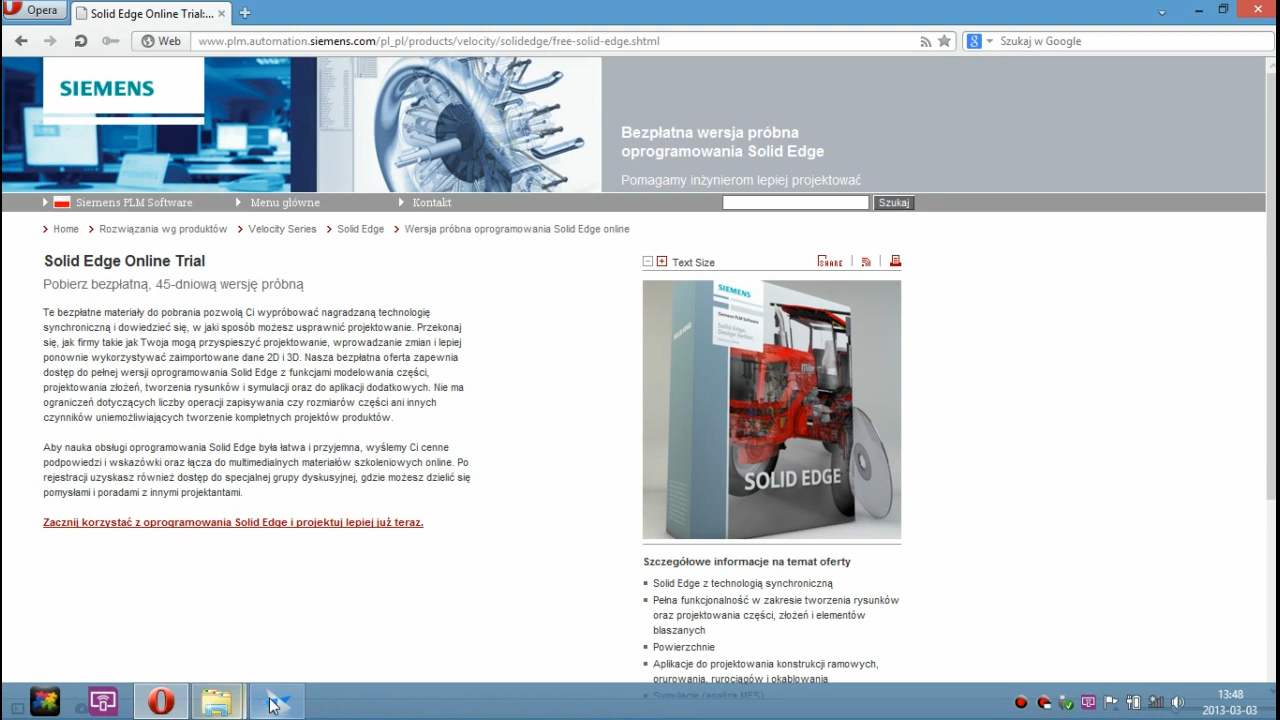 Opera
Solid Edge Online Trial:...
Web
www.plm.automation.siemens.com/pl_pl/products/velocity/solidedge/free-solid-edge.shtml
Szukaj w Google
SIEMENS
Bezpłatna wersja próbna
oprogramowania Solid Edge
Pomagamy inżynierom lepiej projektować
Siemens PLM Software
Menu główne
Kontakt
Szukaj
Home
Rozwiązania wg produktów
Velocity Series
Solid Edge
Wersja próbna oprogramowania Solid Edge online
Solid Edge Online Trial
Pobierz bezpłatną, 45-dniową wersję próbną
Te bezpłatne materiały do pobrania pozwolą Ci wypróbować nagradzaną technologię
synchroniczną i dowiedzieć się, w jaki sposób możesz usprawnić projektowanie. Przekonaj
się, jak firmy takie jak Twoja mogą przyspieszyć projektowanie, wprowadzanie zmian i lepiej
ponownie wykorzystywać zaimportowane dane 2D i 3D. Nasza bezpłatna oferta zapewnia
dostęp do pełnej wersji oprogramowania Solid Edge z funkcjami modelowania części,
projektowania złożeń, tworzenia rysunków i symulacji oraz do aplikacji dodatkowych. Nie ma
ograniczeń dotyczących liczby operacji zapisywania czy rozmiarów części ani innych
czynników uniemożliwiających tworzenie kompletnych projektów produktów.
Aby nauka obsługi oprogramowania Solid Edge była łatwa i przyjemna, wyślemy Ci cenne
podpowiedzi i wskazówki oraz łącza do multimedialnych materiałów szkoleniowych online. Po
rejestracji uzyskasz również dostęp do specjalnej grupy dyskusyjnej, gdzie możesz dzielić się
pomysłami i poradami z innymi projektantami.
Zacznij korzystać z oprogramowania Solid Edge i projektuj lepiej już teraz.
Text Size
SHARE
SIEMENS
Siemens PLM Software
Solid Edge
SOLID EDGE
Szczegółowe informacje na temat oferty
Solid Edge z technologią synchroniczną
Pełna funkcjonalność w zakresie tworzenia rysunków
oraz projektowania części, złożeń i elementów
blaszanych
Powierzchnie
Aplikacje do projektowania konstrukcji ramowych,
orurowania, rurociągów i okablowania
Symulacje (analiza MES)
13:48
2013-03-03